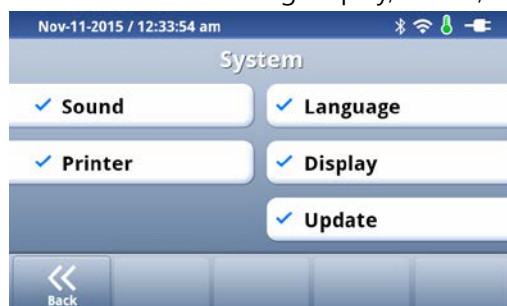 Nov-11-2015 / 12:33:54 am
System
Sound
Language
Printer
Display
Update
Back